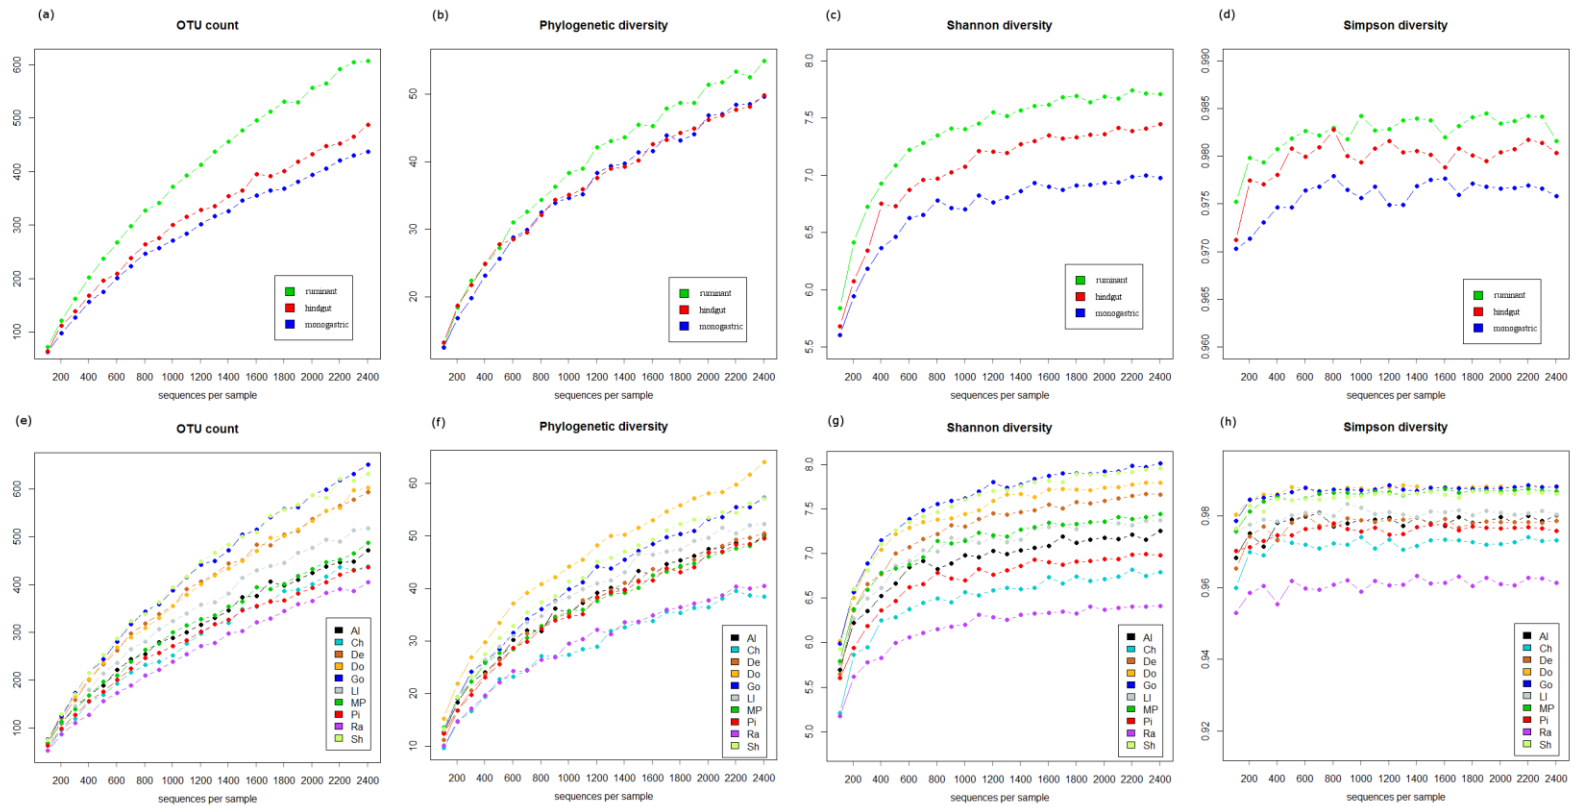 (a) OTU count
600
500
400
300
200
100
ruminant
hindgut
monogastric
200 400 600 800 1000 1200 1400 1600 1800 2000 2200 2400
sequences per sample
(b) Phylogenetic diversity
50
40
30
20
ruminant
hindgut
monogastric
200 400 600 800 1000 1200 1400 1600 1800 2000 2200 2400
sequences per sample
(c) Shannon diversity
8.0
7.5
7.0
6.5
6.0
5.5
ruminant
hindgut
monogastric
200 400 600 800 1000 1200 1400 1600 1800 2000 2200 2400
sequences per sample
(d) Simpson diversity
0.990
0.985
0.980
0.975
0.970
0.965
0.960
ruminant
hindgut
monogastric
200 400 600 800 1000 1200 1400 1600 1800 2000 2200 2400
sequences per sample
(e) OTU count
600
500
400
300
200
100
Al
Ch
De
Do
Go
Ll
MP
Pi
Ra
Sh
200 400 600 800 1000 1200 1400 1600 1800 2000 2200 2400
sequences per sample
(f) Phylogenetic diversity
60
50
40
30
20
10
Al
Ch
De
Do
Go
Ll
MP
Pi
Ra
Sh
200 400 600 800 1000 1200 1400 1600 1800 2000 2200 2400
sequences per sample
(g) Shannon diversity
8.0
7.5
7.0
6.5
6.0
5.5
5.0
Al
Ch
De
Do
Go
Ll
MP
Pi
Ra
Sh
200 400 600 800 1000 1200 1400 1600 1800 2000 2200 2400
sequences per sample
(h) Simpson diversity
0.98
0.96
0.94
0.92
Al
Ch
De
Do
Go
Ll
MP
Pi
Ra
Sh
200 400 600 800 1000 1200 1400 1600 1800 2000 2200 2400
sequences per sample